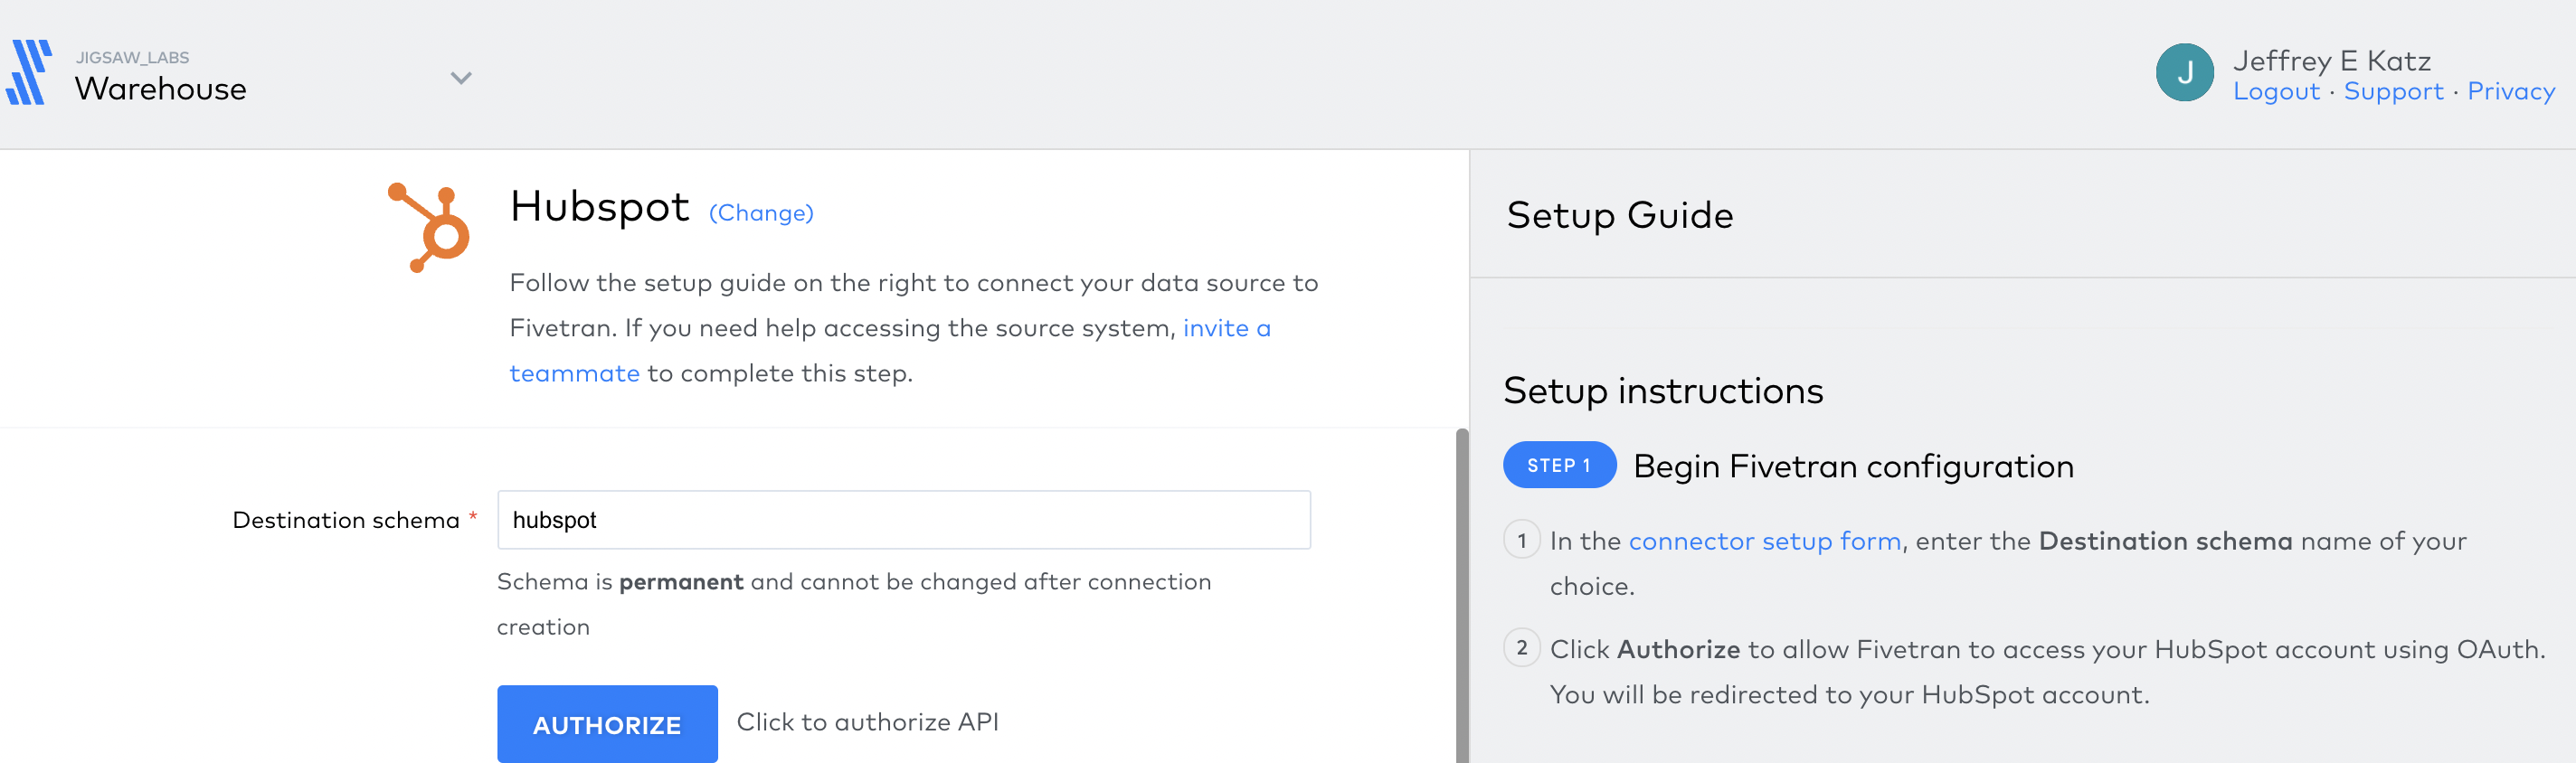 JIGSAW_LABS
Warehouse
J
Jeffrey E Katz
Logout · Support · Privacy
Hubspot (Change)
Follow the setup guide on the right to connect your data source to
Fivetran. If you need help accessing the source system, invite a
teammate to complete this step.
Destination schema *
hubspot
Schema is permanent and cannot be changed after connection
creation
AUTHORIZE
Click to authorize API
Setup Guide
Setup instructions
STEP 1 Begin Fivetran configuration
1 In the connector setup form, enter the Destination schema name of your
choice.
2 Click Authorize to allow Fivetran to access your HubSpot account using OAuth.
You will be redirected to your HubSpot account.